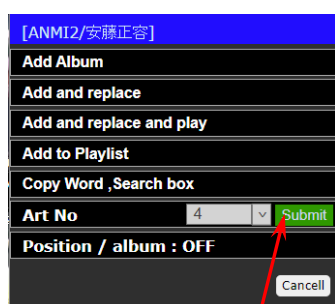 [ANMI2/安藤正容]
Add Album
Add and replace
Add and replace and play
Add to Playlist
Copy Word ,Search box
Art No 4 Submit
Position / album : OFF
Cancell